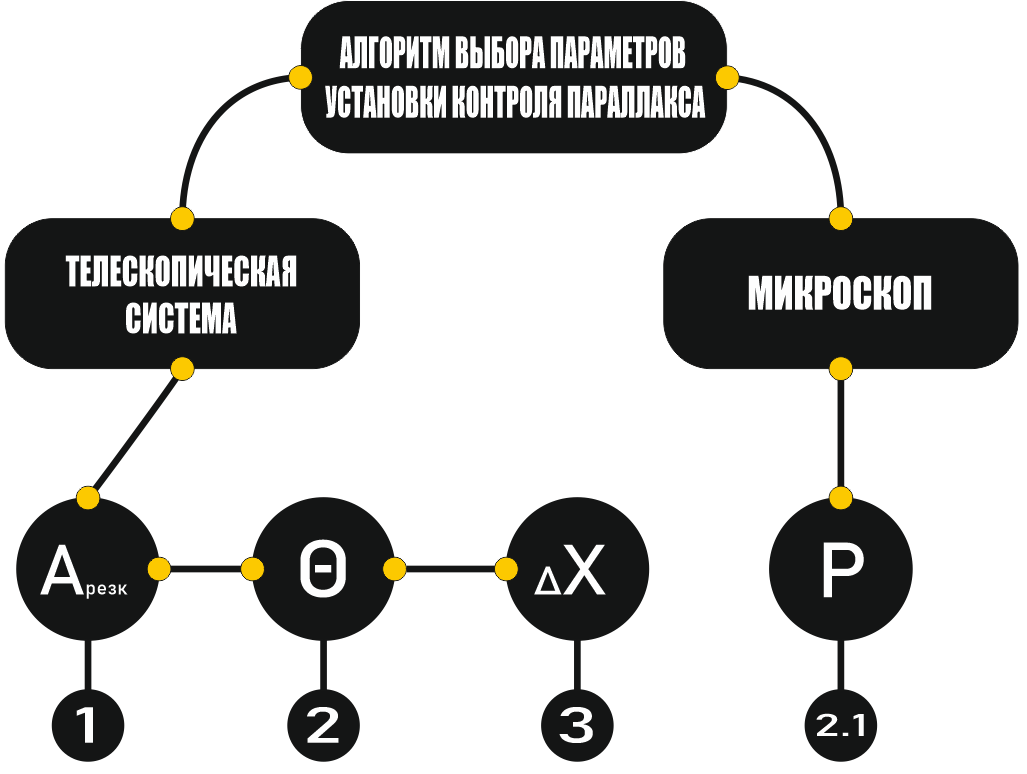 АЛГОРИТМ ВЫБОРА ПАРАМЕТРОВ
УСТАНОВКИ КОНТРОЛЯ ПАРАЛЛАКСА
ТЕЛЕСКОПИЧЕСКАЯ
СИСТЕМА
МИКРОСКОП
Aрезк
Θ
ΔX
P
1
2
3
2.1